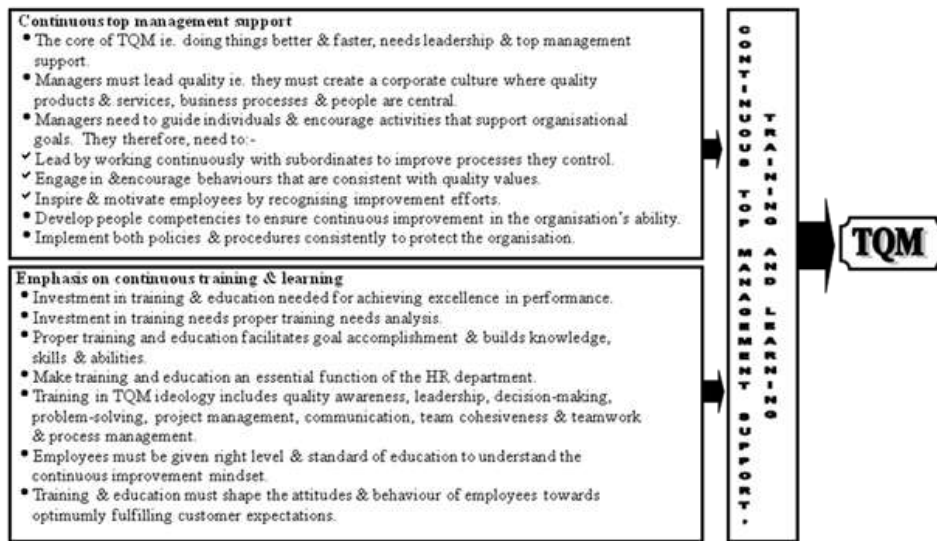 Continuous top management support
• The core of TQM ie. doing things better & faster, needs leadership & top management
support.
• Managers must lead quality ie. they must create a corporate culture where quality
products & services, business processes & people are central.
• Managers need to guide individuals & encourage activities that support organisational
goals. They therefore, need to:-
✓ Lead by working continuously with subordinates to improve processes they control.
✓ Engage in &encourage behaviours that are consistent with quality values.
✓ Inspire & motivate employees by recognising improvement efforts.
• Develop people competencies to ensure continuous improvement in the organisation's ability.
• Implement both policies & procedures consistently to protect the organisation.
Emphasis on continuous training & learning
• Investment in training & education needed for achieving excellence in performance.
• Investment in training needs proper training needs analysis.
• Proper training and education facilitates goal accomplishment & builds knowledge,
skills & abilities.
• Make training and education an essential function of the HR department.
• Training in TQM ideology includes quality awareness, leadership, decision-making,
problem-solving, project management, communication, team cohesiveness & teamwork
& process management.
• Employees must be given right level & standard of education to understand the
continuous improvement mindset.
• Training & education must shape the attitudes & behaviour of employees towards
optimumly fulfilling customer expectations.
CONTINUOUS TOP MANAGEMENT SUPPORT,
TRAINING AND LEARNING
TQM